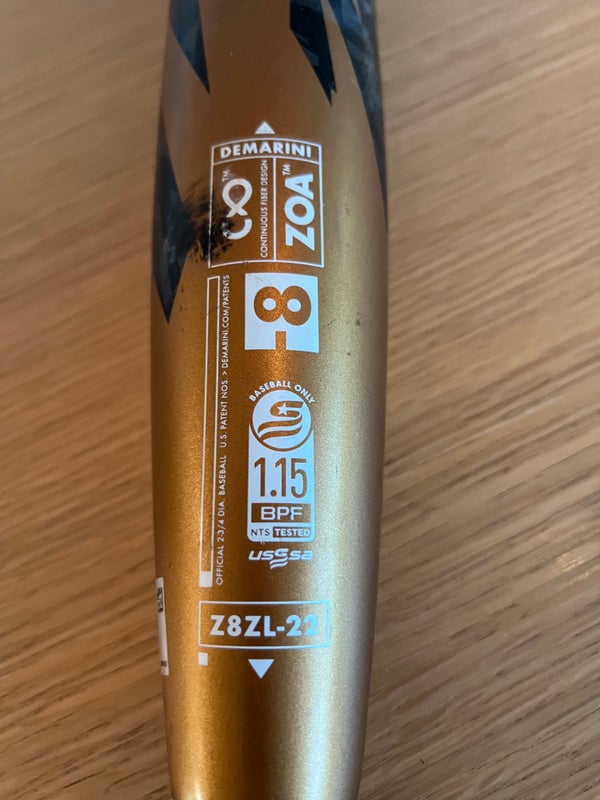 DEMARINI
™
CONTINUOUS FIBER DESIGN
ZOA™
-8
OFFICIAL 2-3/4 DIA. BASEBALL U.S. PATENT NOS. > DEMARINI.COM/PATENTS
BASEBALL ONLY
1.15
BPF
NTS TESTED
USSSA
Z8ZL-22